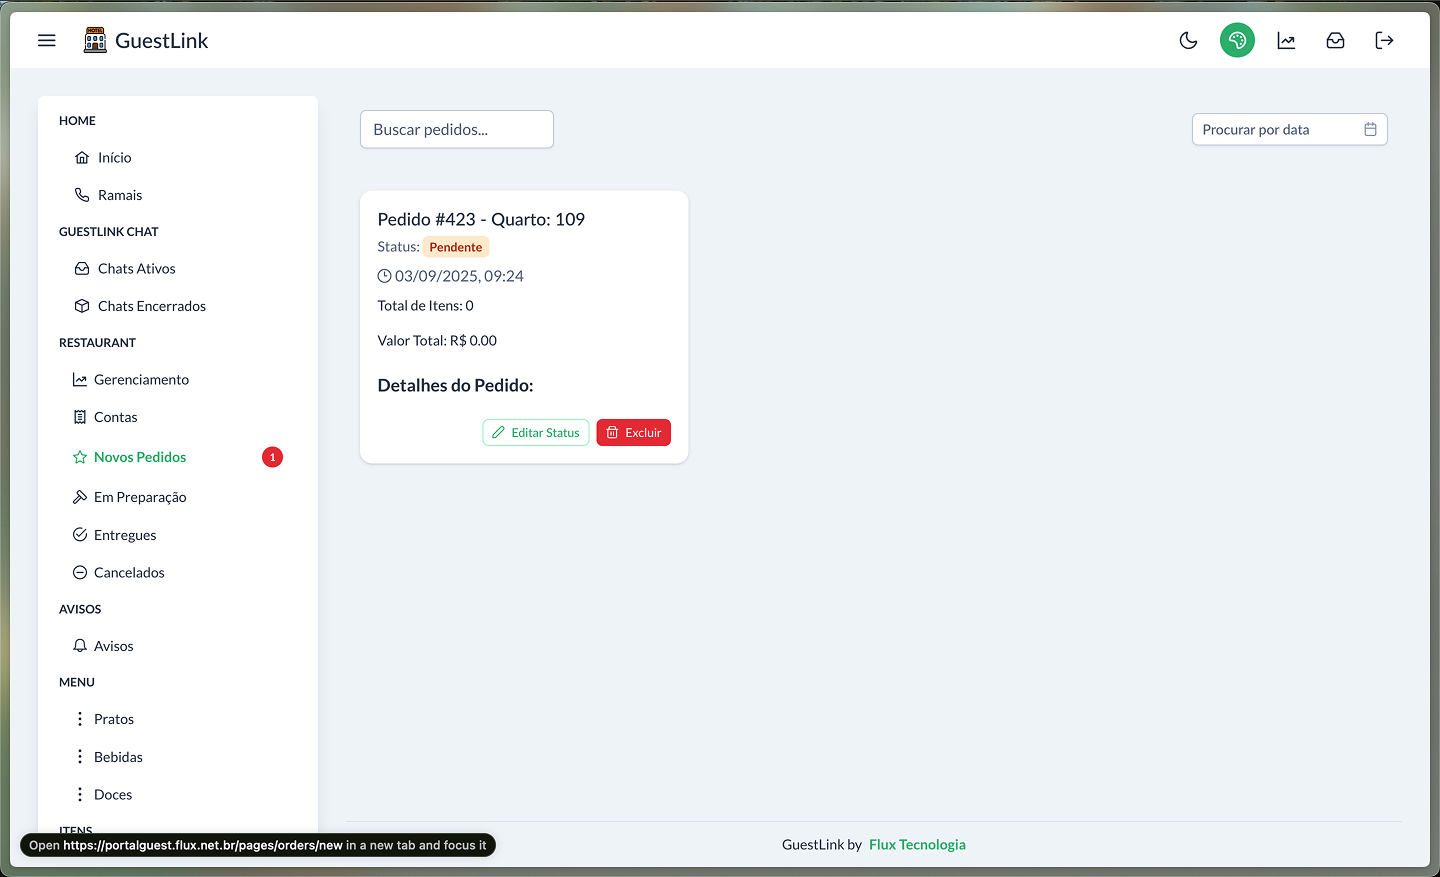 HOTEL
GuestLink
HOME
Início
Ramais
GUESTLINK CHAT
Chats Ativos
Chats Encerrados
RESTAURANT
Gerenciamento
Contas
Novos Pedidos 1
Em Preparação
Entregues
Cancelados
AVISOS
Avisos
MENU
Pratos
Bebidas
Doces
ITENS
Buscar pedidos...
Procurar por data
Pedido #423 - Quarto: 109
Status: Pendente
03/09/2025, 09:24
Total de Itens: 0
Valor Total: R$ 0.00
Detalhes do Pedido:
Editar Status Excluir
GuestLink by Flux Tecnologia
Open https://portalguest.flux.net.br/pages/orders/new in a new tab and focus it